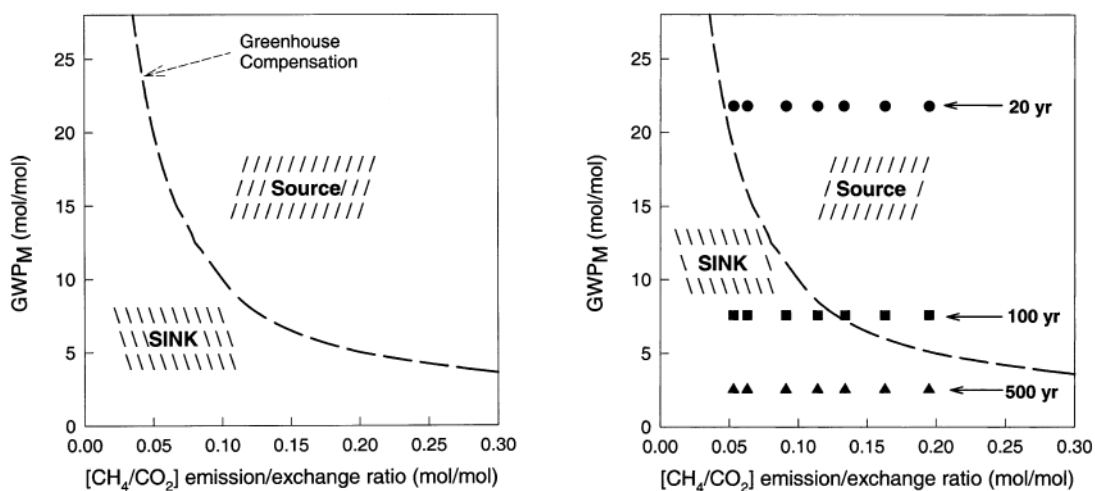 25
20
15
10
5
0
GWPM (mol/mol)
Greenhouse
Compensation
Source
SINK
0.00 0.05 0.10 0.15 0.20 0.25 0.30
[CH4/CO2] emission/exchange ratio (mol/mol)
25
20
15
10
5
0
GWPM (mol/mol)
20 yr
Source
SINK
100 yr
500 yr
0.00 0.05 0.10 0.15 0.20 0.25 0.30
[CH4/CO2] emission/exchange ratio (mol/mol)